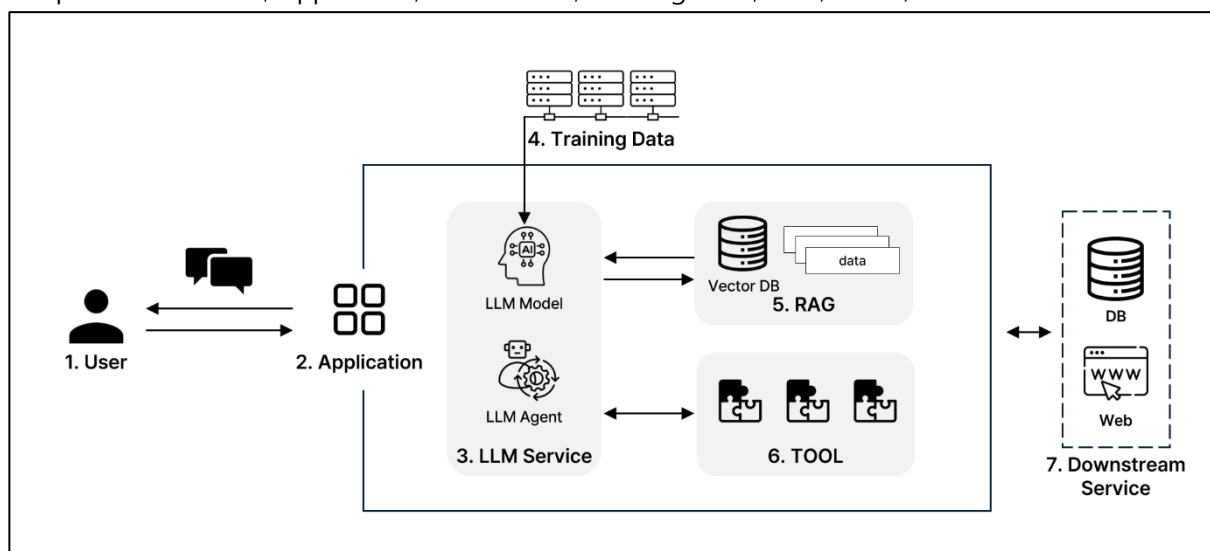 4. Training Data
AI
LLM Model
Vector DB
data
5. RAG
1. User
2. Application
LLM Agent
3. LLM Service
6. TOOL
DB
WWW
Web
7. Downstream
Service